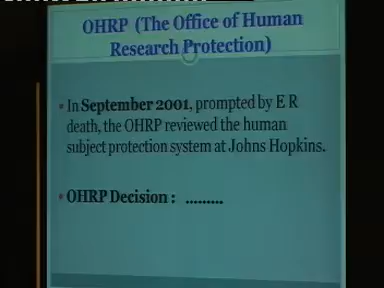 OHRP (The Office of Human
Research Protection)
• In September 2001, prompted by E R
death, the OHRP reviewed the human
subject protection system at Johns Hopkins.
• OHRP Decision : .........